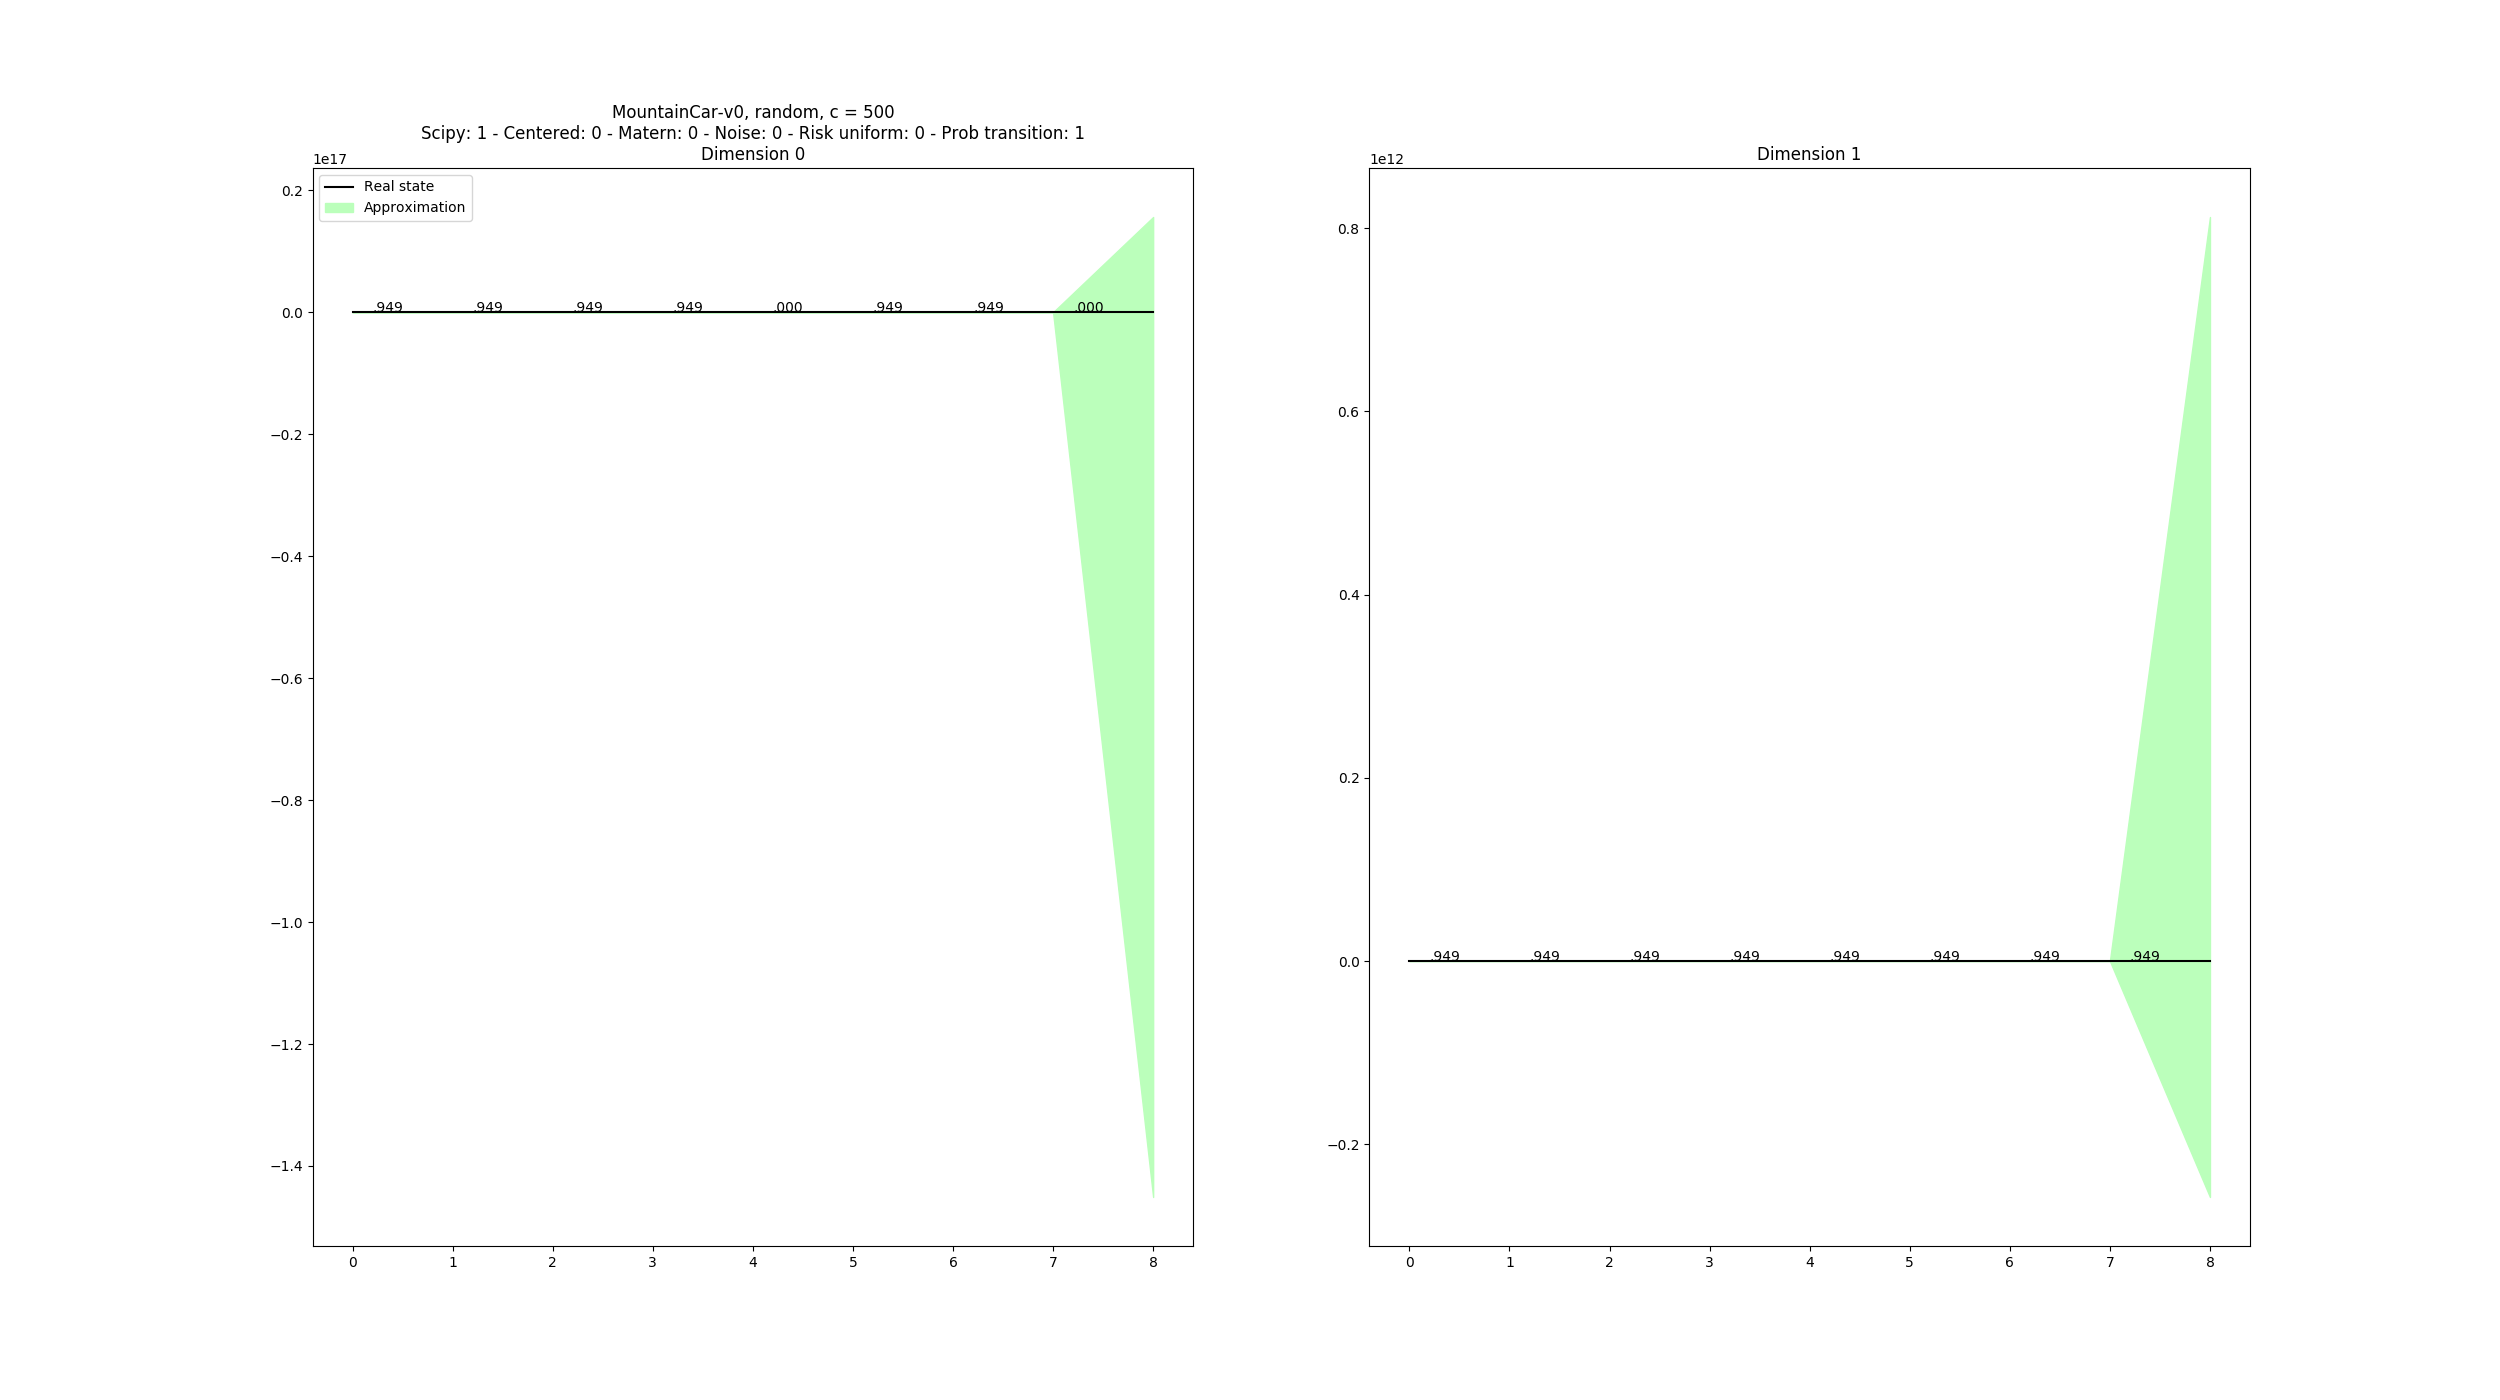 MountainCar-v0, random, c = 500
Scipy: 1 - Centered: 0 - Matern: 0 - Noise: 0 - Risk uniform: 0 - Prob transition: 1
Dimension 0
1e17
Real state
Approximation
0.2
0.0
−0.2
−0.4
−0.6
−0.8
−1.0
−1.2
−1.4
.949 .949 .949 .949 .000 .949 .949 .000
0 1 2 3 4 5 6 7 8
Dimension 1
1e12
0.8
0.6
0.4
0.2
0.0
−0.2
.949 .949 .949 .949 .949 .949 .949 .949
0 1 2 3 4 5 6 7 8